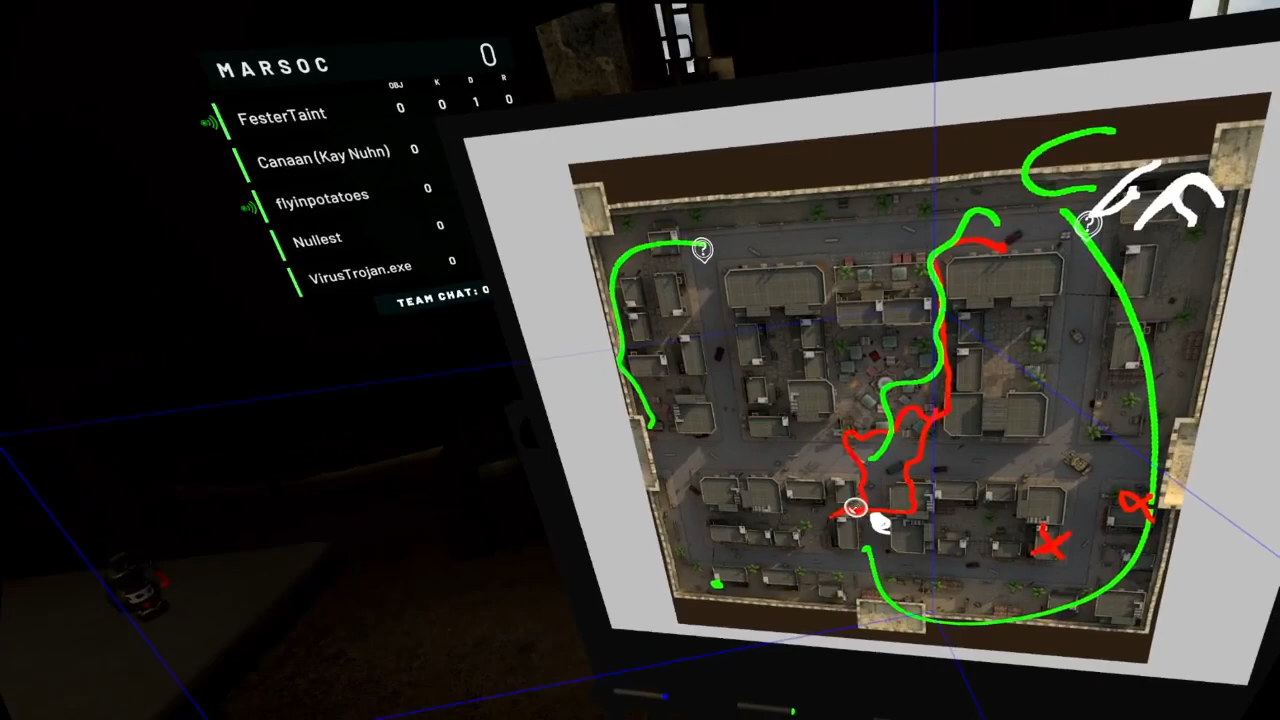 MARSOC 0
OBJ K D R
FesterTaint 0 0 1 0
Canaan (Kay Nuhn) 0
flyinpotatoes 0
Nullest 0
VirusTrojan.exe 0
TEAM CHAT: 0
?
?